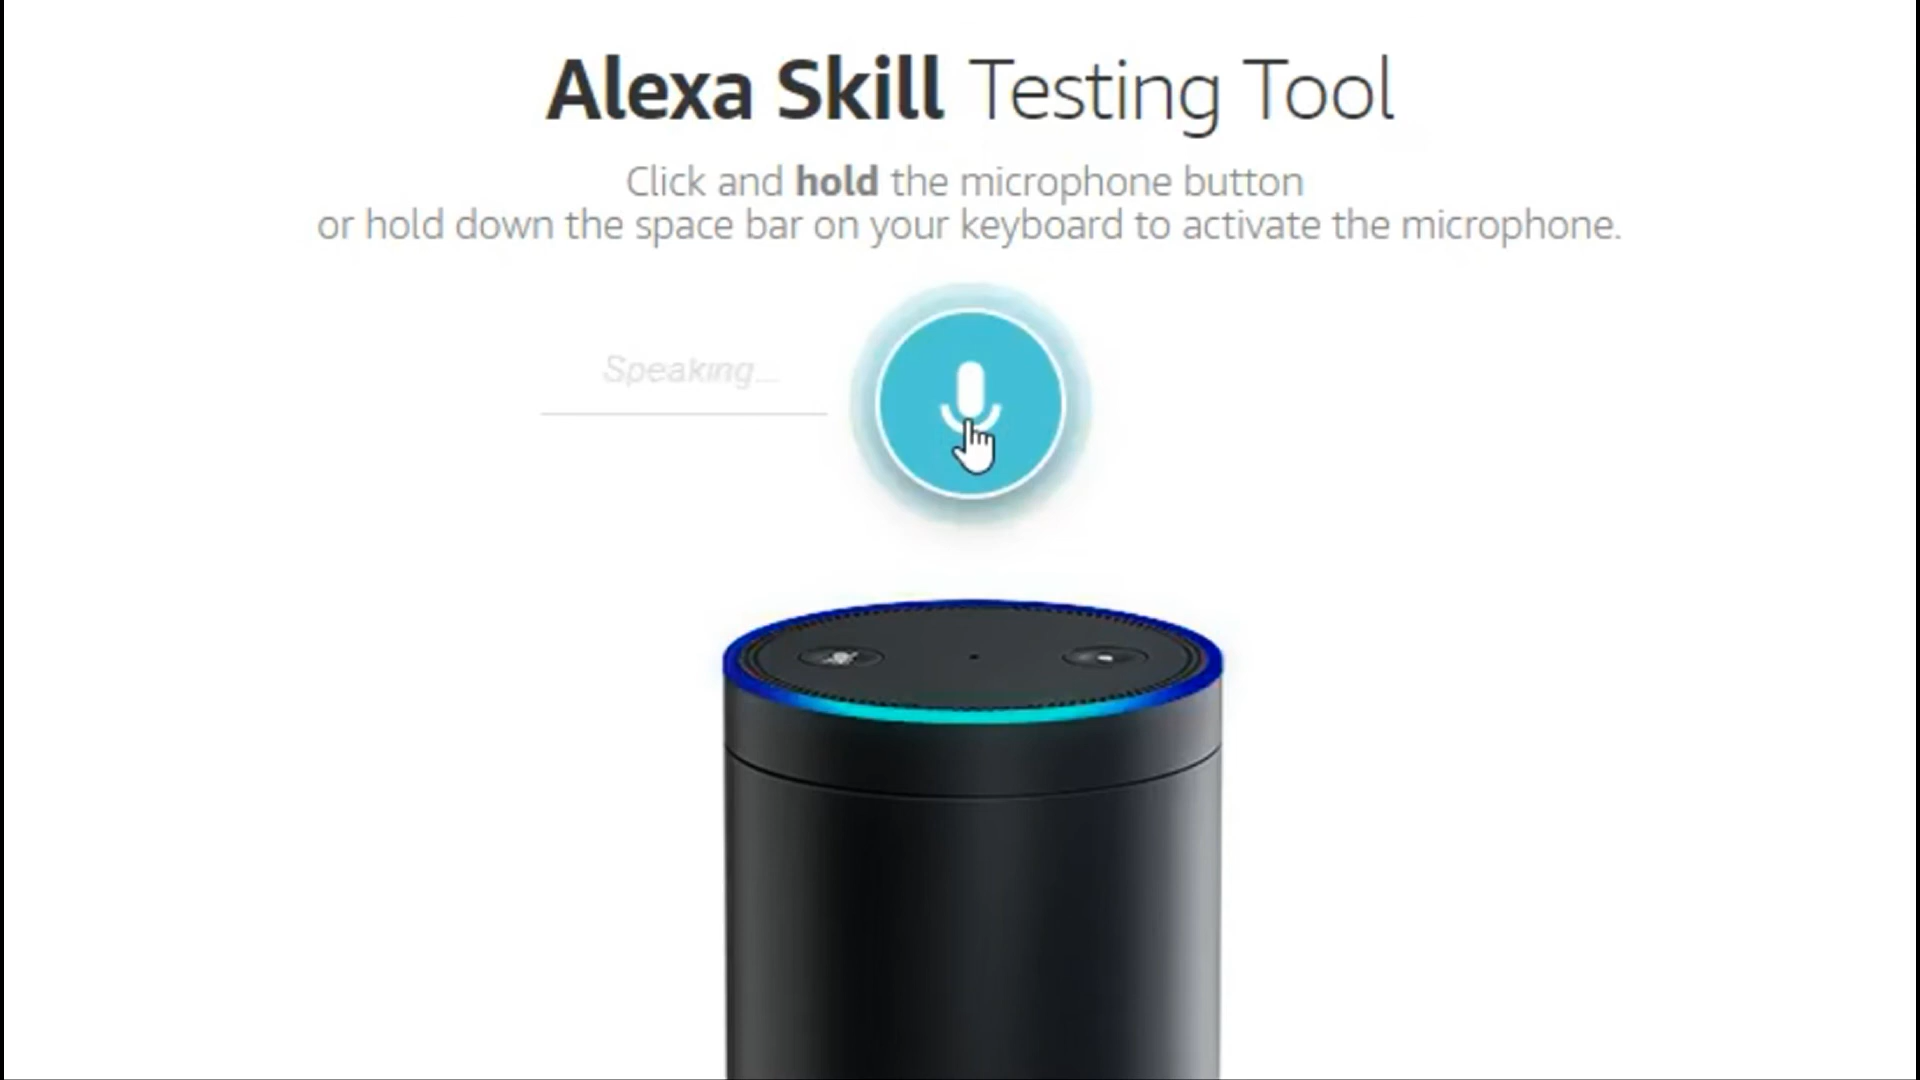 Alexa Skill Testing Tool
Click and hold the microphone button
or hold down the space bar on your keyboard to activate the microphone.
Speaking...